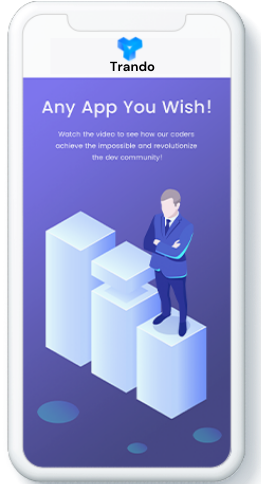 Trando
Any App You Wish!
Watch the video to see how our coders
achieve the impossible and revolutionize
the dev community!